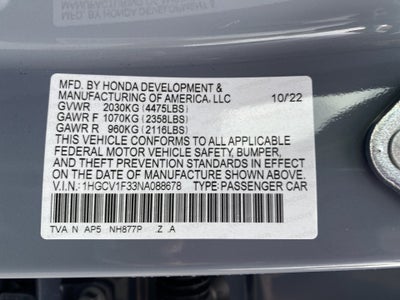 MFD. BY HONDA DEVELOPMENT &
MANUFACTURING OF AMERICA, LLC 10/22
GVWR 2030KG (4475LBS)
GAWR F 1070KG (2358LBS)
GAWR R 960KG (2116LBS)
THIS VEHICLE CONFORMS TO ALL APPLICABLE
FEDERAL MOTOR VEHICLE SAFETY, BUMPER,
AND THEFT PREVENTION STANDARDS IN EFFECT
ON THE DATE OF MANUFACTURE SHOWN ABOVE.
V.I.N.: 1HGCV1F33NA088678 TYPE: PASSENGER CAR
TVA N AP5 NH877P Z .A